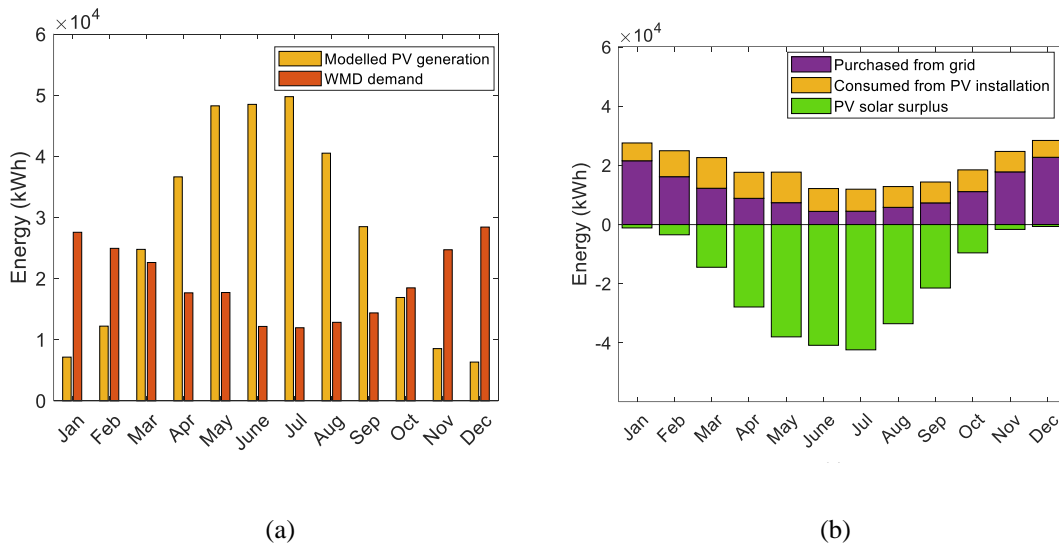 ×10⁴
6
5
4
3
2
1
0
Energy (kWh)
Modelled PV generation
WMD demand
Jan Feb Mar Apr May June Jul Aug Sep Oct Nov Dec
(a)
×10⁴
6
4
2
0
-2
-4
Energy (kWh)
Purchased from grid
Consumed from PV installation
PV solar surplus
Jan Feb Mar Apr May June Jul Aug Sep Oct Nov Dec
(b)